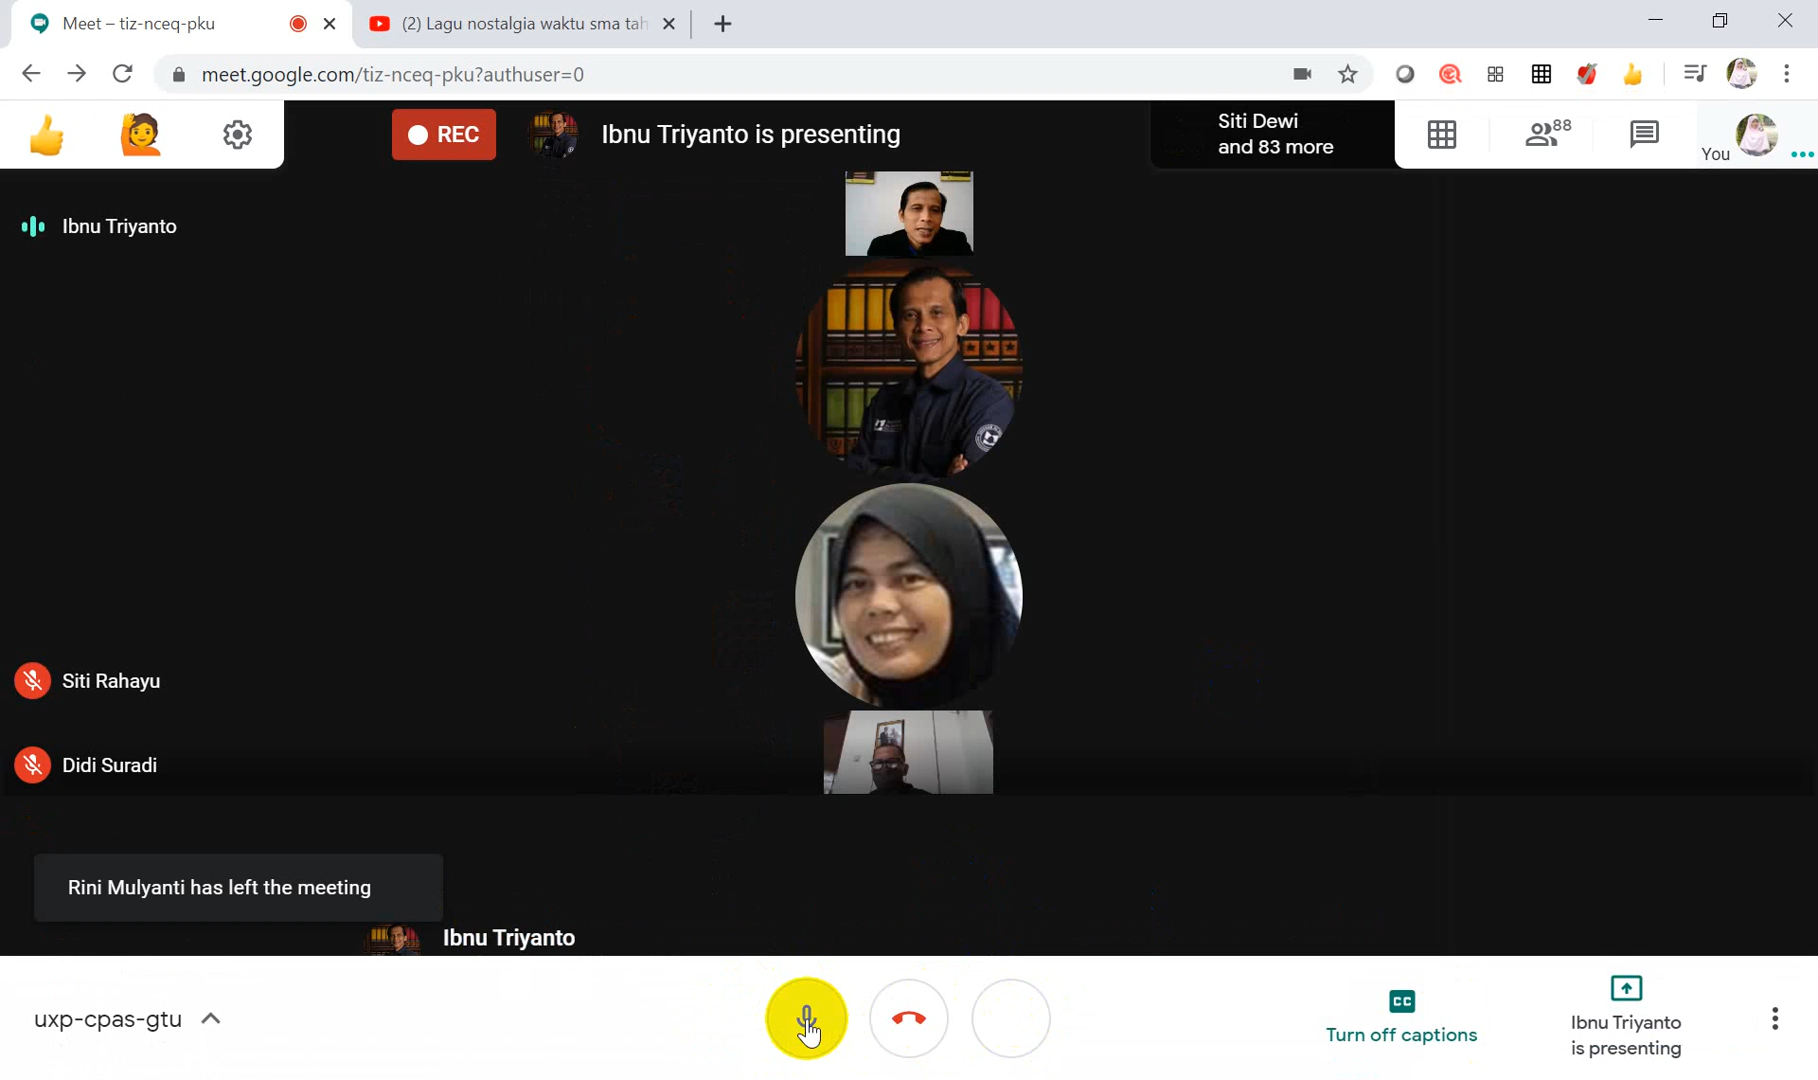 Meet – tiz-nceq-pku
(2) Lagu nostalgia waktu sma tah
meet.google.com/tiz-nceq-pku?authuser=0
REC
Ibnu Triyanto is presenting
Siti Dewi
and 83 more
88
You
Ibnu Triyanto
Siti Rahayu
Didi Suradi
Rini Mulyanti has left the meeting
Ibnu Triyanto
uxp-cpas-gtu
CC
Turn off captions
Ibnu Triyanto
is presenting